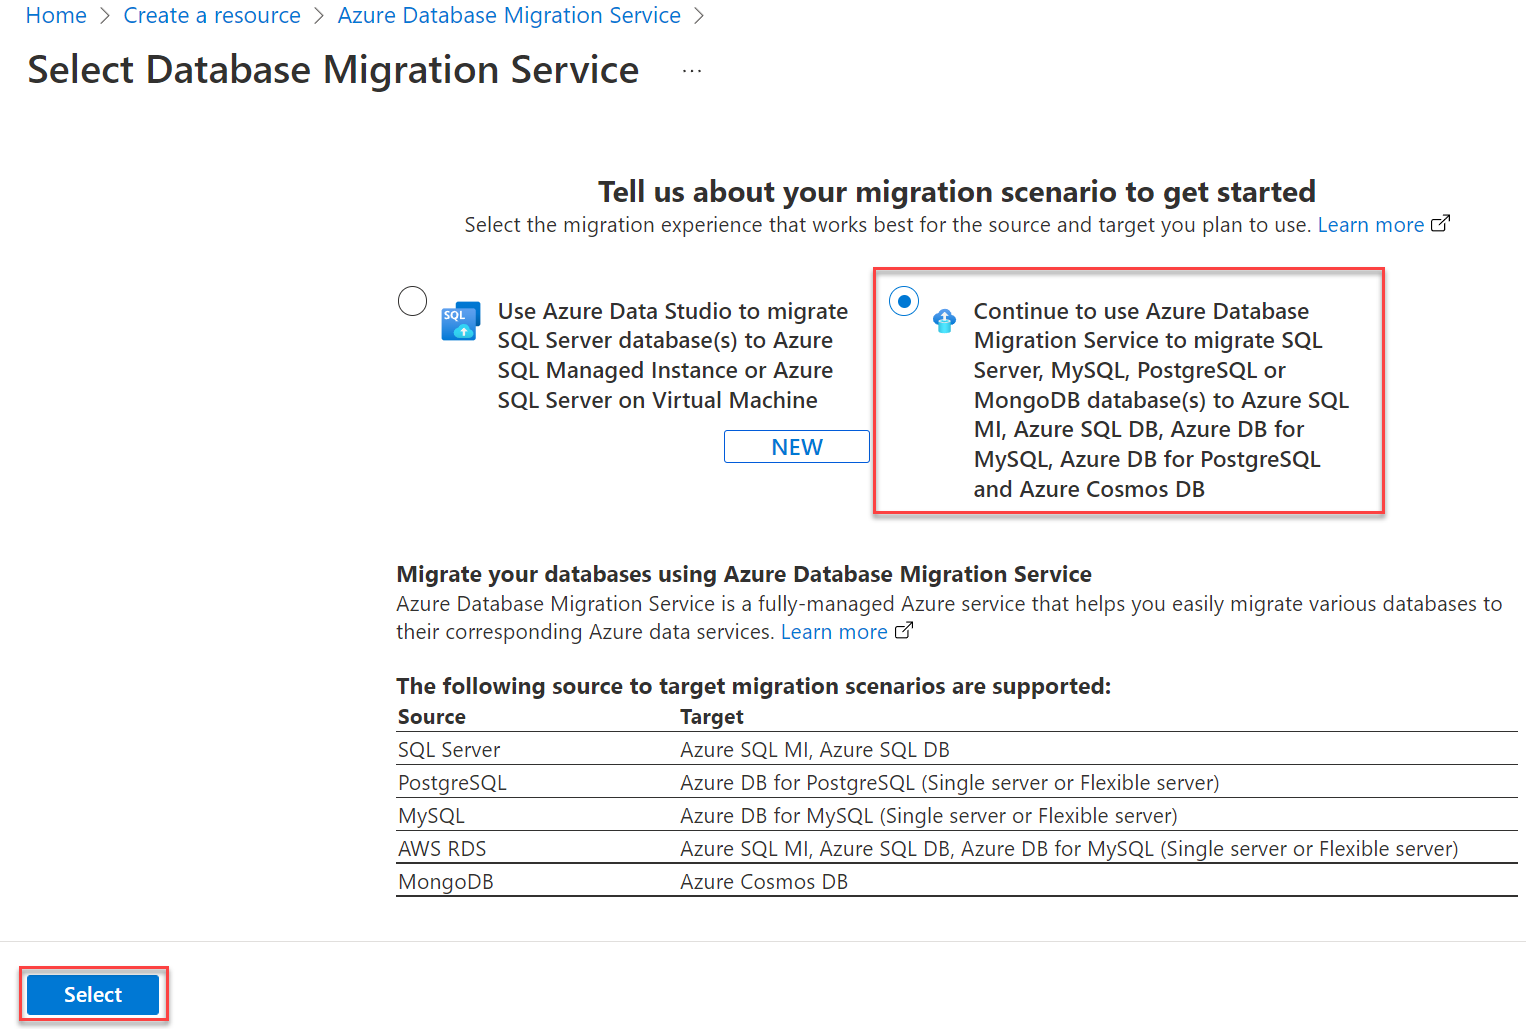 Home > Create a resource > Azure Database Migration Service >
Select Database Migration Service ...
Tell us about your migration scenario to get started
Select the migration experience that works best for the source and target you plan to use. Learn more
SQL
Use Azure Data Studio to migrate
SQL Server database(s) to Azure
SQL Managed Instance or Azure
SQL Server on Virtual Machine
NEW
Continue to use Azure Database
Migration Service to migrate SQL
Server, MySQL, PostgreSQL or
MongoDB database(s) to Azure SQL
MI, Azure SQL DB, Azure DB for
MySQL, Azure DB for PostgreSQL
and Azure Cosmos DB
Migrate your databases using Azure Database Migration Service
Azure Database Migration Service is a fully-managed Azure service that helps you easily migrate various databases to
their corresponding Azure data services. Learn more
The following source to target migration scenarios are supported:
Source Target
SQL Server Azure SQL MI, Azure SQL DB
PostgreSQL Azure DB for PostgreSQL (Single server or Flexible server)
MySQL Azure DB for MySQL (Single server or Flexible server)
AWS RDS Azure SQL MI, Azure SQL DB, Azure DB for MySQL (Single server or Flexible server)
MongoDB Azure Cosmos DB
Select